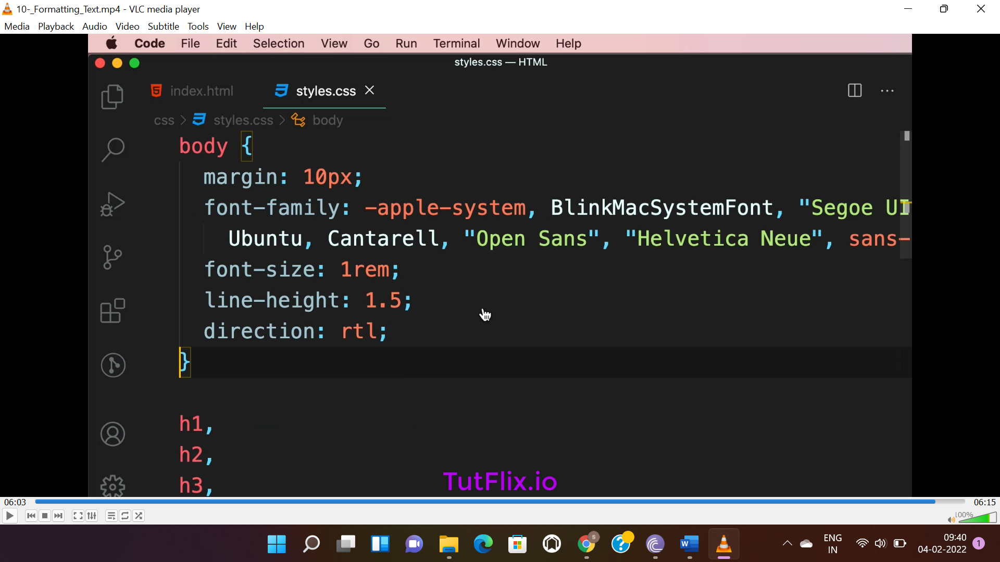 10-_Formatting_Text.mp4 - VLC media player
Media Playback Audio Video Subtitle Tools View Help
Code File Edit Selection View Go Run Terminal Window Help
styles.css — HTML
index.html styles.css
css > styles.css > body
body {
margin: 10px;
font-family: -apple-system, BlinkMacSystemFont, "Segoe UI
Ubuntu, Cantarell, "Open Sans", "Helvetica Neue", sans-
font-size: 1rem;
line-height: 1.5;
direction: rtl;
}
h1,
h2,
h3,
TutFlix.io
06:03 06:15
100%
ENG 09:40
IN 04-02-2022 1